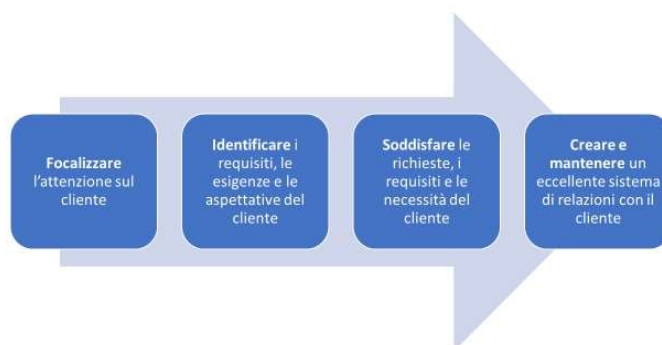 Focalizzare
l'attenzione sul
cliente
Identificare i
requisiti, le
esigenze e le
aspettative del
cliente
Soddisfare le
richieste, i
requisiti e le
necessità del
cliente
Creare e
mantenere un
eccellente sistema
di relazioni con il
cliente